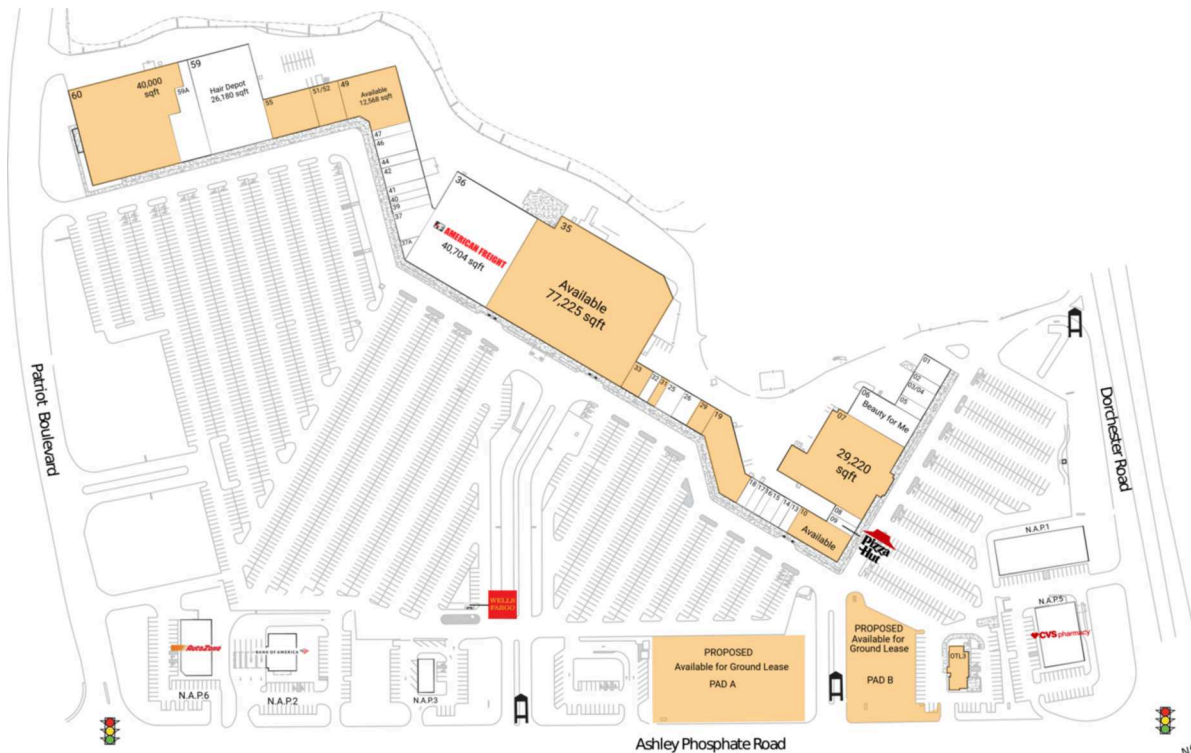 60
40,000
sqft
59A
59
Hair Depot
26,180 sqft
55
51/52
49
Available
12,568 sqft
47
46
44
42
41
40
39
37
37A
36
AMERICAN FREIGHT
40,704 sqft
35
Available
77,225 sqft
33
32
31
25
26
29
19
18
17
16/15
14/13
10
Available
01
02
03/04
05
06
Beauty for Me
07
29,220
sqft
08
09
Pizza
Hut
Patriot Boulevard
Dorchester Road
N.A.P.1
WELLS
FARGO
AutoZone
N.A.P.6
BANK OF AMERICA
N.A.P.2
N.A.P.3
PROPOSED
Available for Ground Lease
PAD A
PROPOSED
Available for
Ground Lease
PAD B
OTL3
N.A.P.5
CVS pharmacy
Ashley Phosphate Road